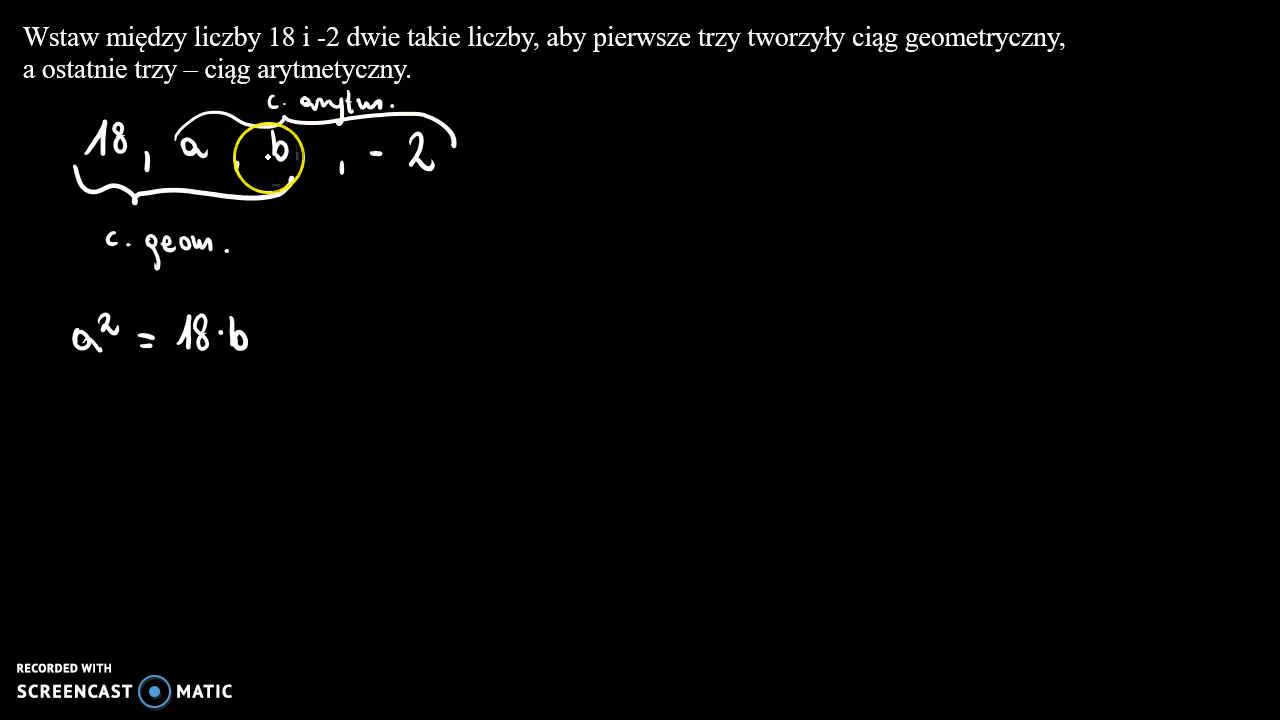 Wstaw między liczby 18 i -2 dwie takie liczby, aby pierwsze trzy tworzyły ciąg geometryczny,
a ostatnie trzy – ciąg arytmetyczny.
c. arytm.
18, a, b, -2
c. geom.
a² = 18·b
RECORDED WITH
SCREENCAST MATIC